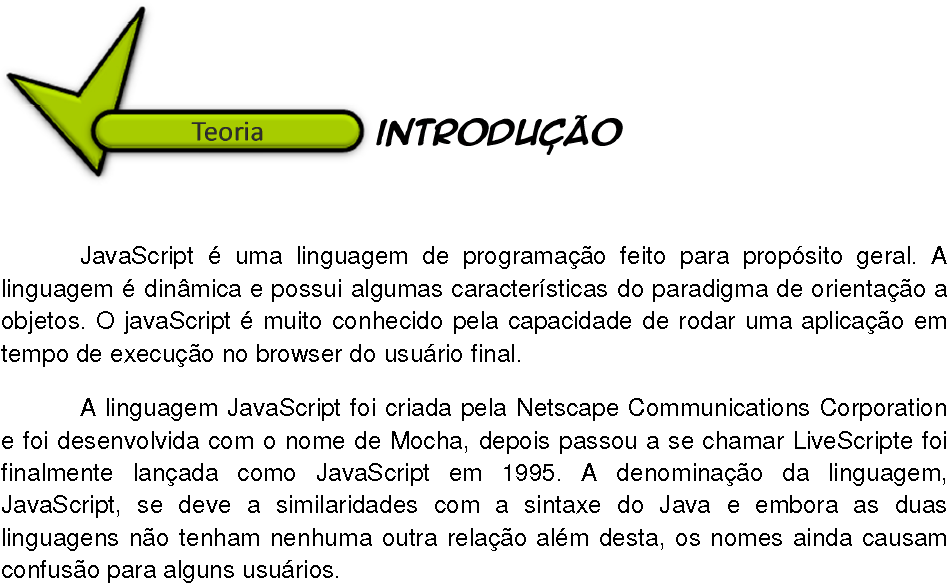 Teoria
INTRODUÇÃO
JavaScript é uma linguagem de programação feito para propósito geral. A
linguagem é dinâmica e possui algumas características do paradigma de orientação a
objetos. O javaScript é muito conhecido pela capacidade de rodar uma aplicação em
tempo de execução no browser do usuário final.
A linguagem JavaScript foi criada pela Netscape Communications Corporation
e foi desenvolvida com o nome de Mocha, depois passou a se chamar LiveScripte foi
finalmente lançada como JavaScript em 1995. A denominação da linguagem,
JavaScript, se deve a similaridades com a sintaxe do Java e embora as duas
linguagens não tenham nenhuma outra relação além desta, os nomes ainda causam
confusão para alguns usuários.